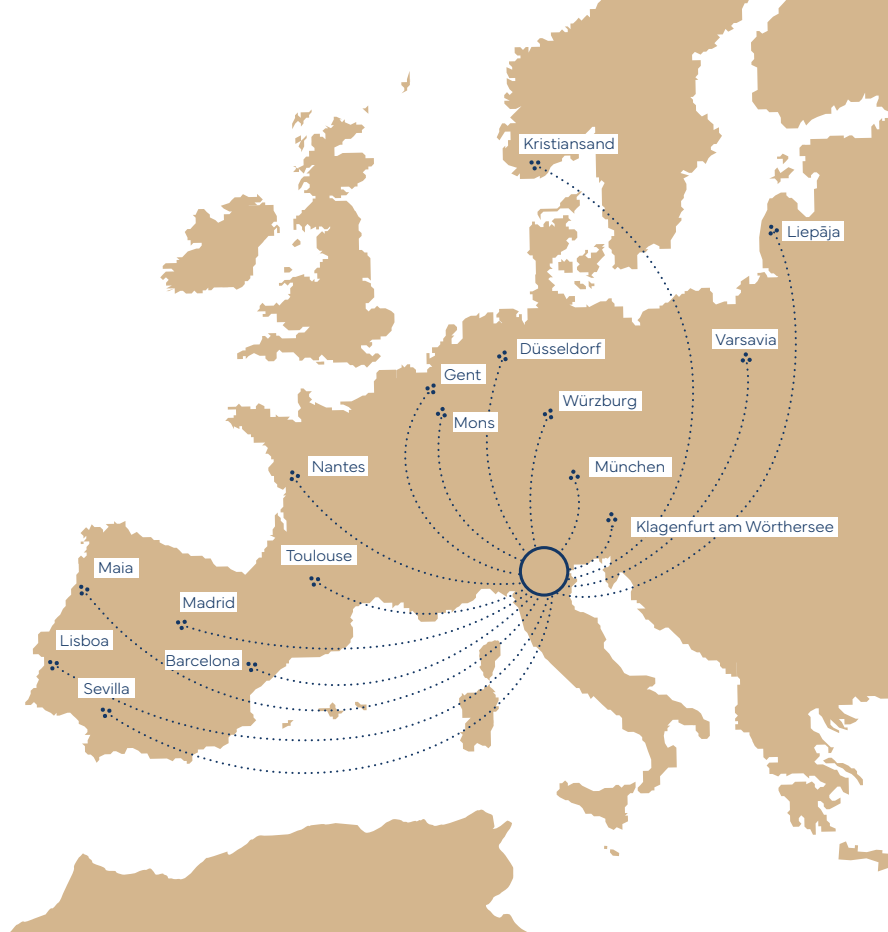 Kristiansand
Liepāja
Varsavia
Düsseldorf
Gent
Würzburg
Mons
Nantes
München
Klagenfurt am Wörthersee
Toulouse
Maia
Madrid
Lisboa
Barcelona
Sevilla